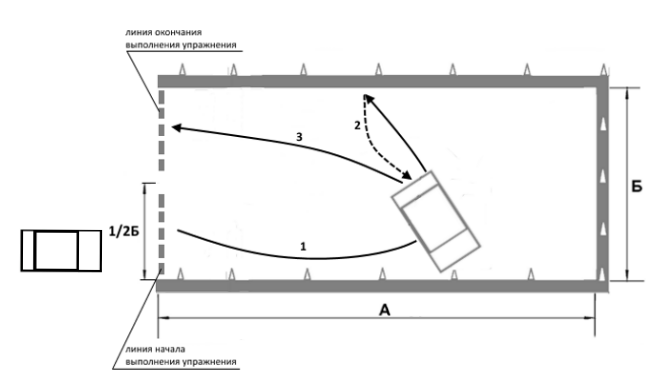 линия окончания
выполнения упражнения
2
3
Б
1/2Б
1
А
линия начала
выполнения упражнения